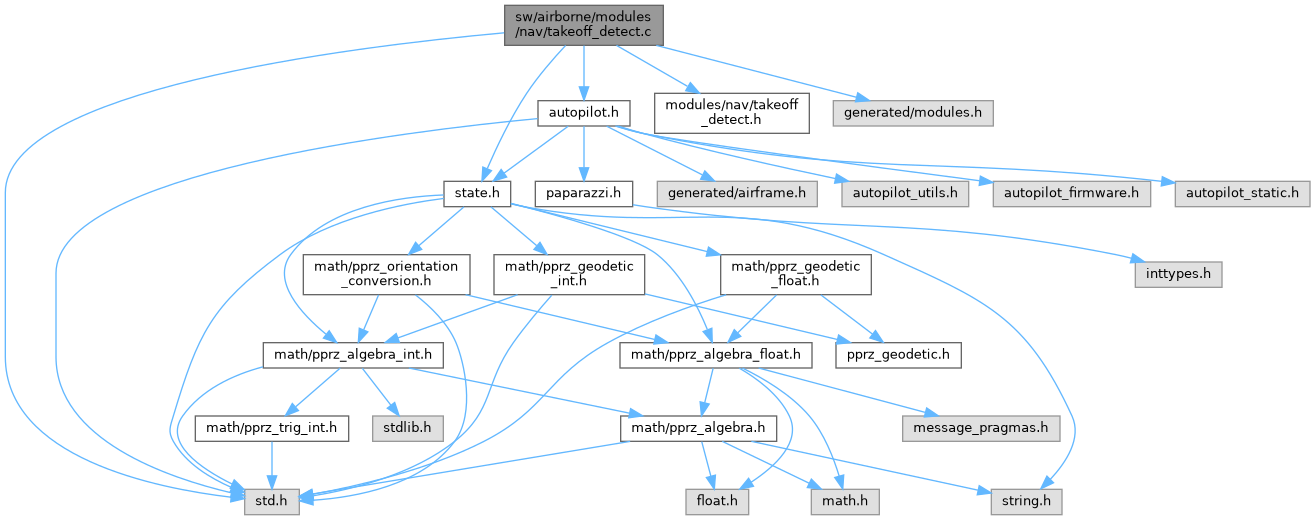 sw/airborne/modules
/nav/takeoff_detect.c
autopilot.h
modules/nav/takeoff
_detect.h
generated/modules.h
state.h
paparazzi.h
generated/airframe.h
autopilot_utils.h
autopilot_firmware.h
autopilot_static.h
math/pprz_orientation
_conversion.h
math/pprz_geodetic
_int.h
math/pprz_geodetic
_float.h
inttypes.h
math/pprz_algebra_int.h
math/pprz_algebra_float.h
pprz_geodetic.h
math/pprz_trig_int.h
stdlib.h
math/pprz_algebra.h
message_pragmas.h
std.h
float.h
math.h
string.h